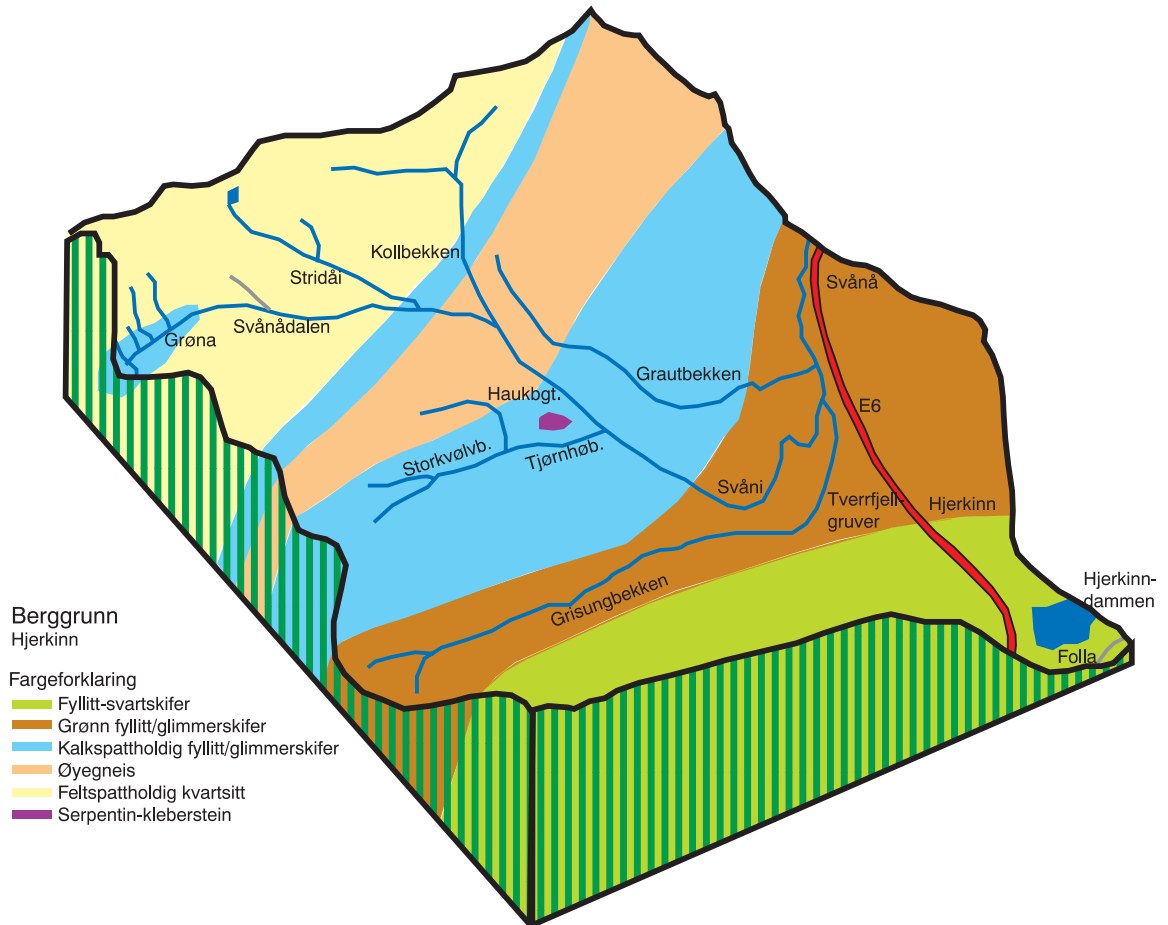 Kollbekken
Stridåi
Svånå
Svånådalen
Grøna
Grautbekken
Haukbgt.
E6
Storkvølvb.
Tjørnhøb.
Svåni
Tverrfjell-
gruver
Hjerkinn
Hjerkinn-
dammen
Grisungbekken
Folla
Berggrunn
Hjerkinn
Fargeforklaring
Fyllitt-svartskifer
Grønn fyllitt/glimmerskifer
Kalkspattholdig fyllitt/glimmerskifer
Øyegneis
Feltspattholdig kvartsitt
Serpentin-kleberstein